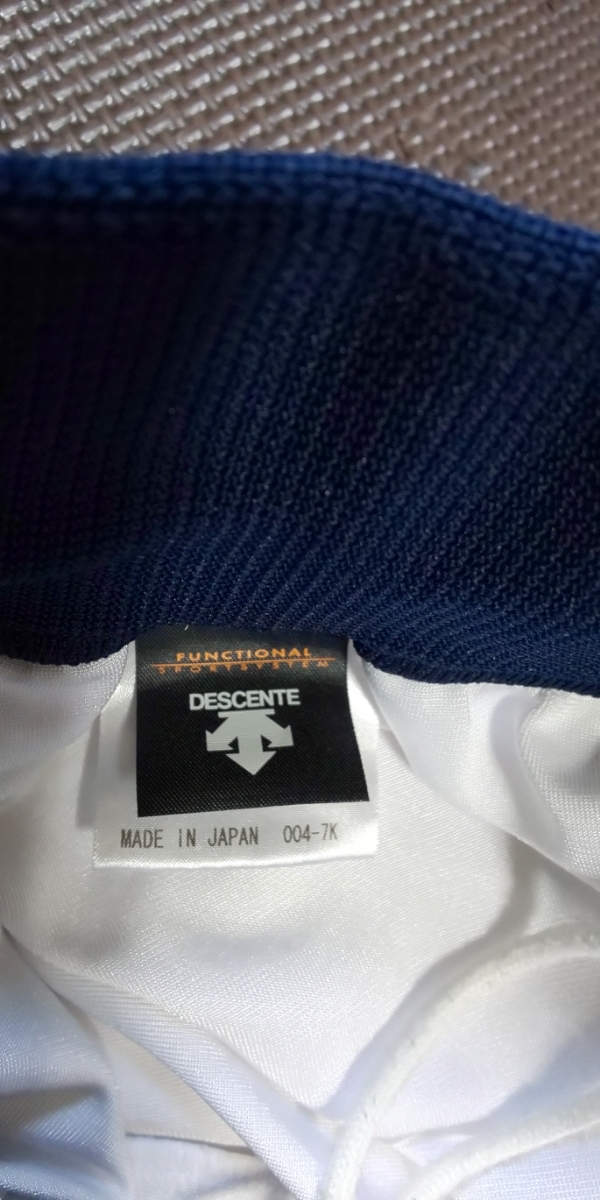 FUNCTIONAL
SPORTSYSTEM
DESCENTE
MADE IN JAPAN 004-7K